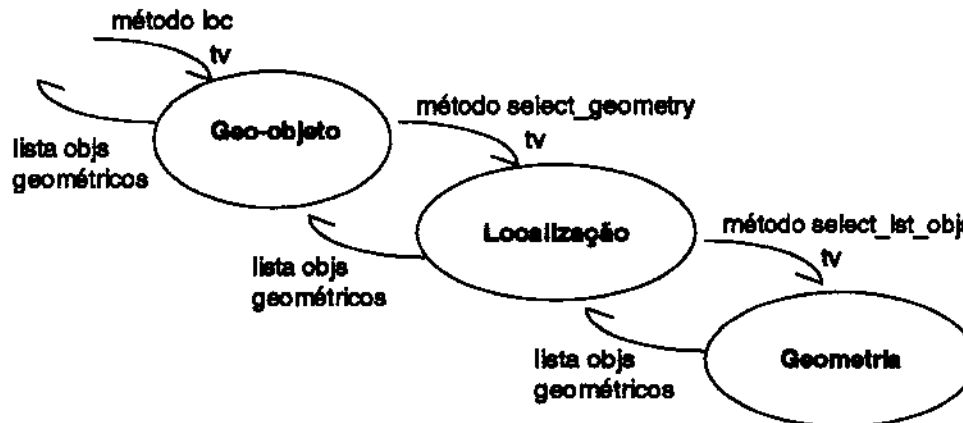 método loc
tv
Geo-objeto
lista objs
geométricos
método select_geometry
tv
Localização
lista objs
geométricos
método select_lst_objs
tv
Geometria
lista objs
geométricos